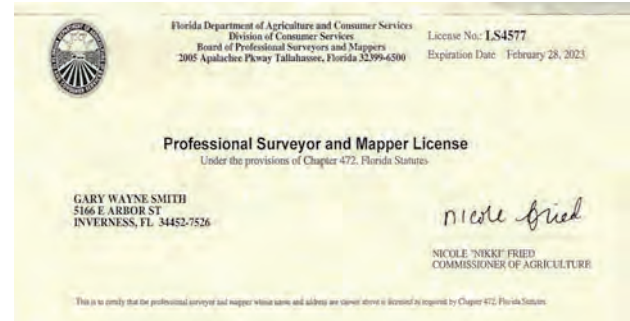 Florida Department of Agriculture and Consumer Services
Division of Consumer Services
Board of Professional Surveyors and Mappers
2005 Apalachee Pkway Tallahassee, Florida 32399-6500
License No.: LS4577
Expiration Date February 28, 2023
Professional Surveyor and Mapper License
Under the provisions of Chapter 472, Florida Statutes
GARY WAYNE SMITH
5166 E ARBOR ST
INVERNESS, FL 34452-7526
nicole fried
NICOLE "NIKKI" FRIED
COMMISSIONER OF AGRICULTURE
This is to certify that the professional surveyor and mapper whose name and address are shown above is licensed as required by Chapter 472, Florida Statutes.